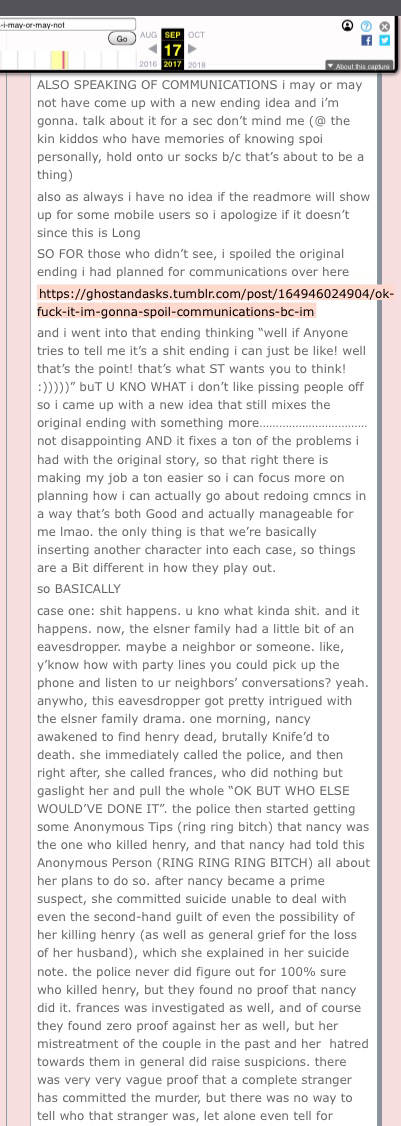 -i-may-or-may-not
Go
AUG SEP OCT
17
2016 2017 2018
About this capture
ALSO SPEAKING OF COMMUNICATIONS i may or may
not have come up with a new ending idea and i'm
gonna. talk about it for a sec don't mind me (@ the
kin kiddos who have memories of knowing spoi
personally, hold onto ur socks b/c that's about to be a
thing)
also as always i have no idea if the readmore will show
up for some mobile users so i apologize if it doesn't
since this is Long
SO FOR those who didn't see, i spoiled the original
ending i had planned for communications over here
https://ghostandasks.tumblr.com/post/164946024904/ok-
fuck-it-im-gonna-spoil-communications-bc-im
and i went into that ending thinking "well if Anyone
tries to tell me it's a shit ending i can just be like! well
that's the point! that's what ST wants you to think!
:)))))" buT U KNO WHAT i don't like pissing people off
so i came up with a new idea that still mixes the
original ending with something more.................................
not disappointing AND it fixes a ton of the problems i
had with the original story, so that right there is
making my job a ton easier so i can focus more on
planning how i can actually go about redoing cmncs in
a way that's both Good and actually manageable for
me lmao. the only thing is that we're basically
inserting another character into each case, so things
are a Bit different in how they play out.
so BASICALLY
case one: shit happens. u kno what kinda shit. and it
happens. now, the elsner family had a little bit of an
eavesdropper. maybe a neighbor or someone. like,
y'know how with party lines you could pick up the
phone and listen to ur neighbors' conversations? yeah.
anywho, this eavesdropper got pretty intrigued with
the elsner family drama. one morning, nancy
awakened to find henry dead, brutally Knife'd to
death. she immediately called the police, and then
right after, she called frances, who did nothing but
gaslight her and pull the whole "OK BUT WHO ELSE
WOULD'VE DONE IT". the police then started getting
some Anonymous Tips (ring ring bitch) that nancy was
the one who killed henry, and that nancy had told this
Anonymous Person (RING RING RING BITCH) all about
her plans to do so. after nancy became a prime
suspect, she committed suicide unable to deal with
even the second-hand guilt of even the possibility of
her killing henry (as well as general grief for the loss
of her husband), which she explained in her suicide
note. the police never did figure out for 100% sure
who killed henry, but they found no proof that nancy
did it. frances was investigated as well, and of course
they found zero proof against her as well, but her
mistreatment of the couple in the past and her  hatred
towards them in general did raise suspicions. there
was very very vague proof that a complete stranger
has committed the murder, but there was no way to
tell who that stranger was, let alone even tell for